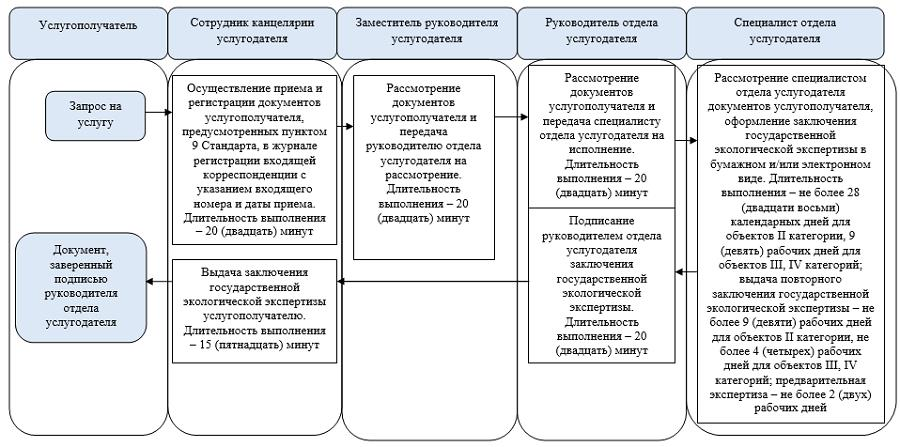 Услугополучатель
Сотрудник канцелярии
услугодателя
Заместитель руководителя
услугодателя
Руководитель отдела
услугодателя
Специалист отдела
услугодателя
Запрос на
услугу
Осуществление приема и
регистрации документов
услугополучателя,
предусмотренных пунктом
9 Стандарта, в журнале
регистрации входящей
корреспонденции с
указанием входящего
номера и даты приема.
Длительность выполнения
– 20 (двадцать) минут
Рассмотрение
документов
услугополучателя и
передача
руководителю отдела
услугодателя на
рассмотрение.
Длительность
выполнения – 20
(двадцать) минут
Рассмотрение
документов
услугополучателя и
передача специалисту
отдела услугодателя на
исполнение.
Длительность
выполнения – 20
(двадцать) минут
Рассмотрение специалистом
отдела услугодателя
документов услугополучателя,
оформление заключения
государственной
экологической экспертизы в
бумажном и/или электронном
виде. Длительность
выполнения – не более 28
(двадцати восьми)
календарных дней для
объектов II категории, 9
(девять) рабочих дней для
объектов III, IV категорий;
выдача повторного
заключения государственной
экологической экспертизы – не
более 9 (девяти) рабочих дней
для объектов II категории, не
более 4 (четырех) рабочих
дней для объектов III, IV
категорий; предварительная
экспертиза – не более 2 (двух)
рабочих дней
Подписание
руководителем отдела
услугодателя
заключения
государственной
экологической
экспертизы.
Длительность
выполнения – 20
(двадцать) минут
Выдача заключения
государственной
экологической экспертизы
услугополучателю.
Длительность выполнения
– 15 (пятнадцать) минут
Документ,
заверенный
подписью
руководителя
отдела
услугодателя